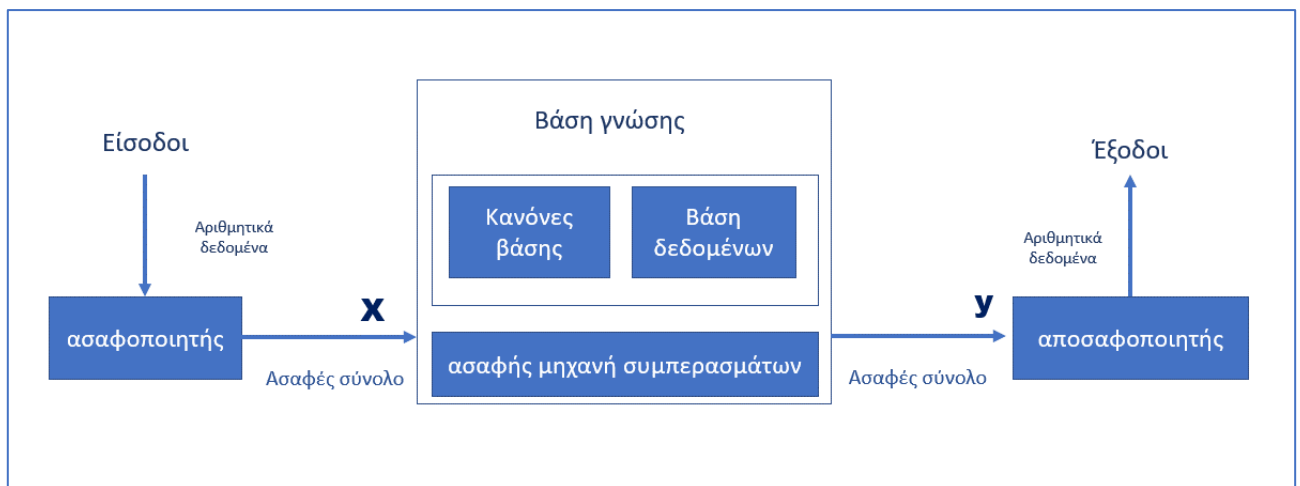 Βάση γνώσης
Είσοδοι
Έξοδοι
Κανόνες
βάσης
Βάση
δεδομένων
Αριθμητικά
δεδομένα
Αριθμητικά
δεδομένα
X
y
ασαφοποιητής
ασαφής μηχανή συμπερασμάτων
αποσαφοποιητής
Ασαφές σύνολο
Ασαφές σύνολο